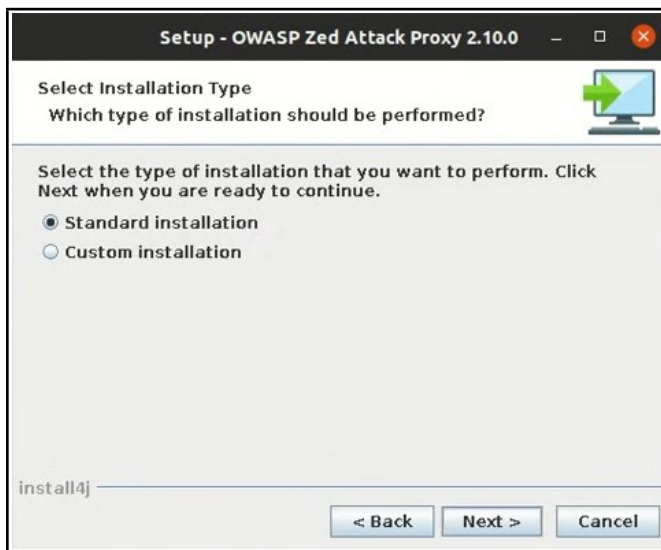 Setup - OWASP Zed Attack Proxy 2.10.0
Select Installation Type
Which type of installation should be performed?
Select the type of installation that you want to perform. Click
Next when you are ready to continue.
Standard installation
Custom installation
install4j
< Back Next > Cancel